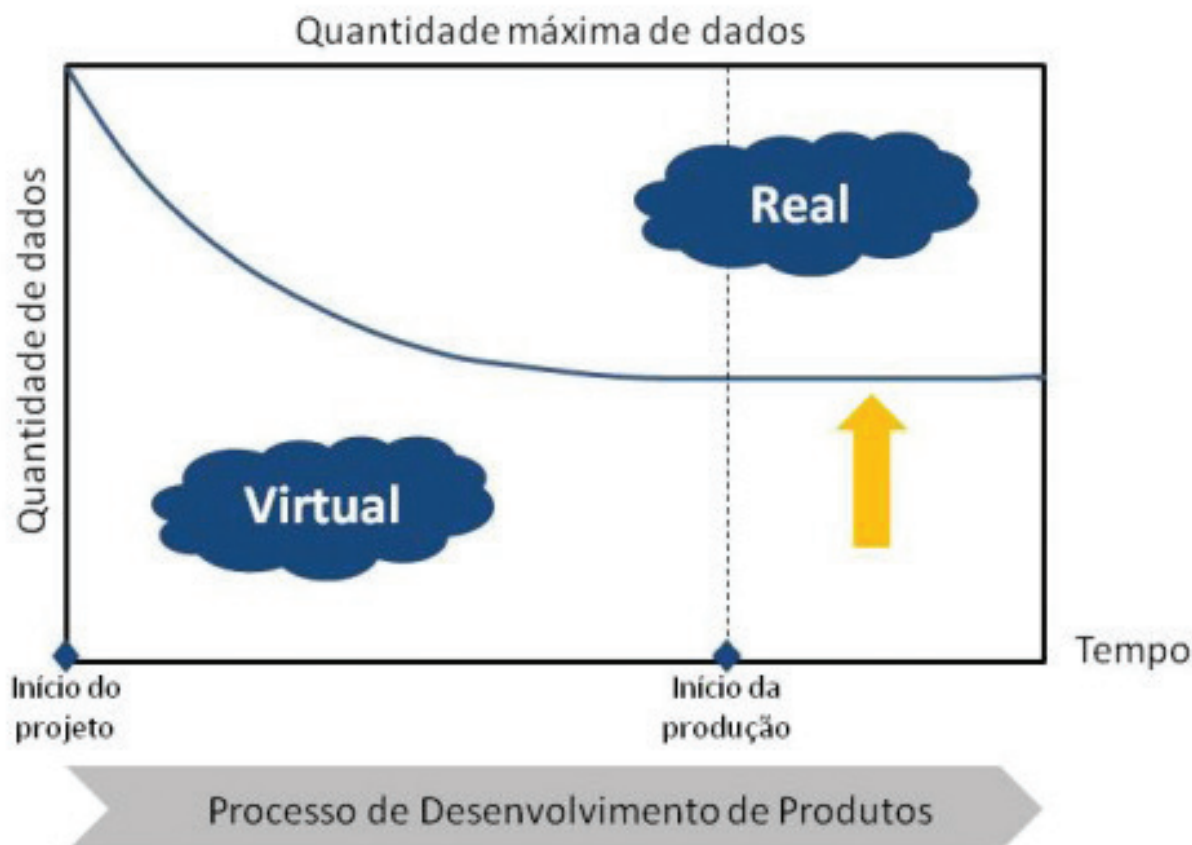 Quantidade máxima de dados
Quantidade de dados
Real
Virtual
Tempo
Início do
projeto
Início da
produção
Processo de Desenvolvimento de Produtos